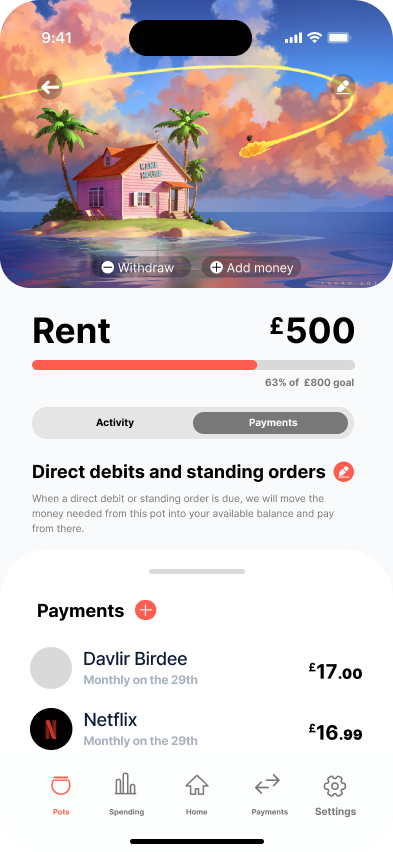 9:41
KAME
HOUSE
Withdraw
Add money
Rent
£500
63% of £800 goal
Activity
Payments
Direct debits and standing orders
When a direct debit or standing order is due, we will move the
money needed from this pot into your available balance and pay
from there.
Payments
Davlir Birdee
£17.00
Monthly on the 29th
N
Netflix
£16.99
Monthly on the 29th
Pots
Spending
Home
Payments
Settings